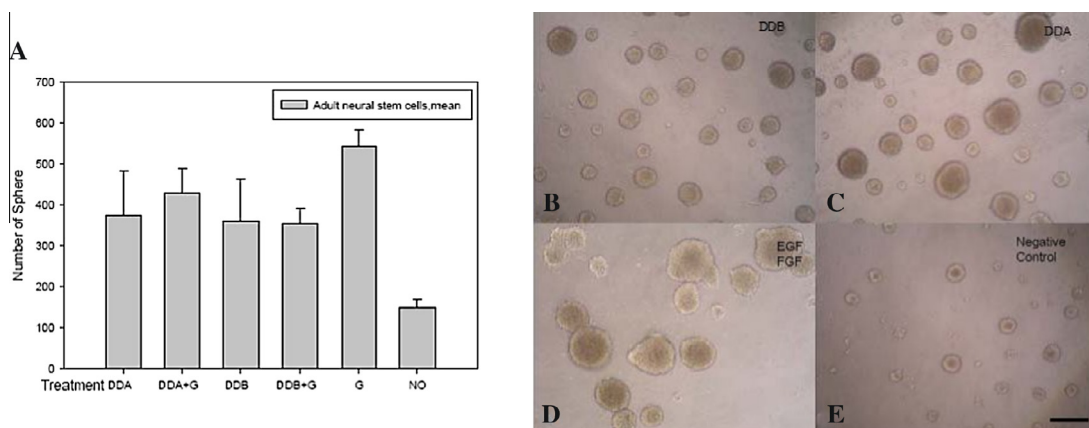 A
700
600
500
400
300
200
100
0
Number of Sphere
Adult neural stem cells,mean
Treatment DDA DDA+G DDB DDB+G G NO
DDB
B
DDA
C
EGF
FGF
D
Negative
Control
E